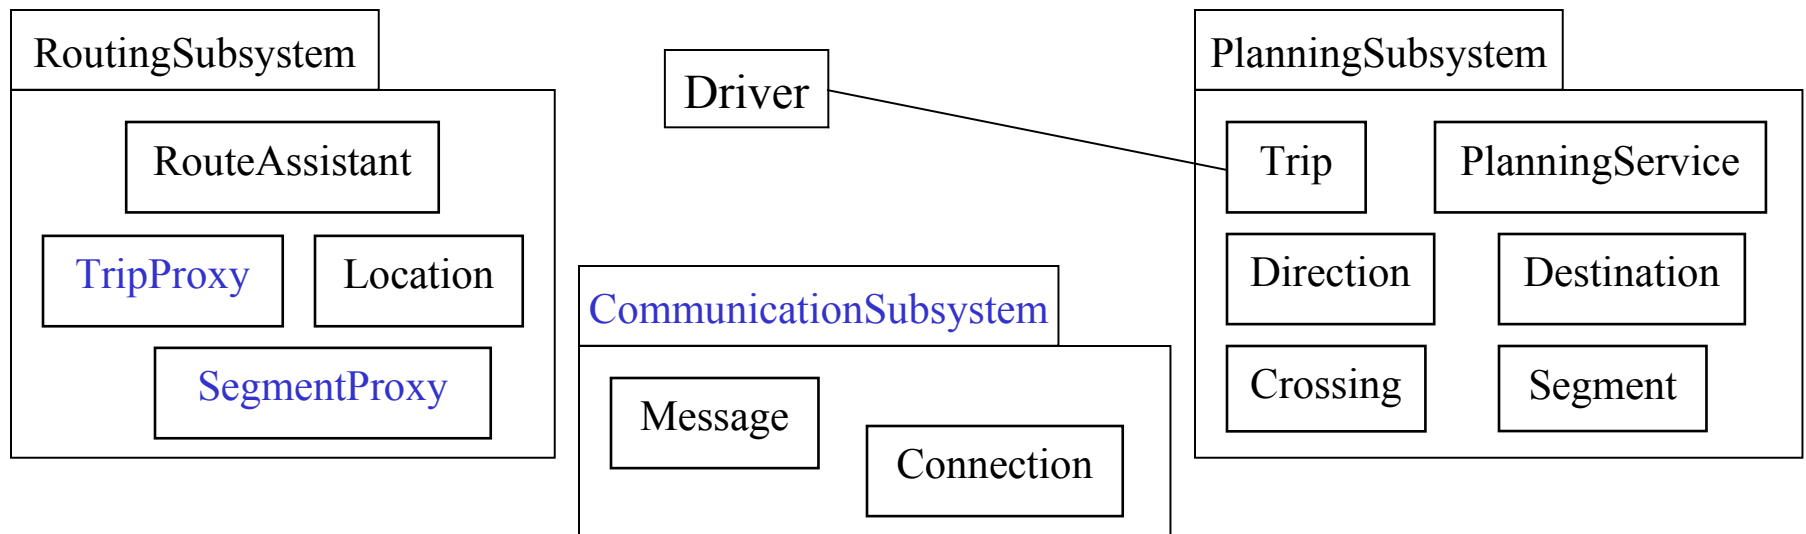 RoutingSubsystem
RouteAssistant
TripProxy
Location
SegmentProxy
Driver
CommunicationSubsystem
Message
Connection
PlanningSubsystem
Trip
PlanningService
Direction
Destination
Crossing
Segment